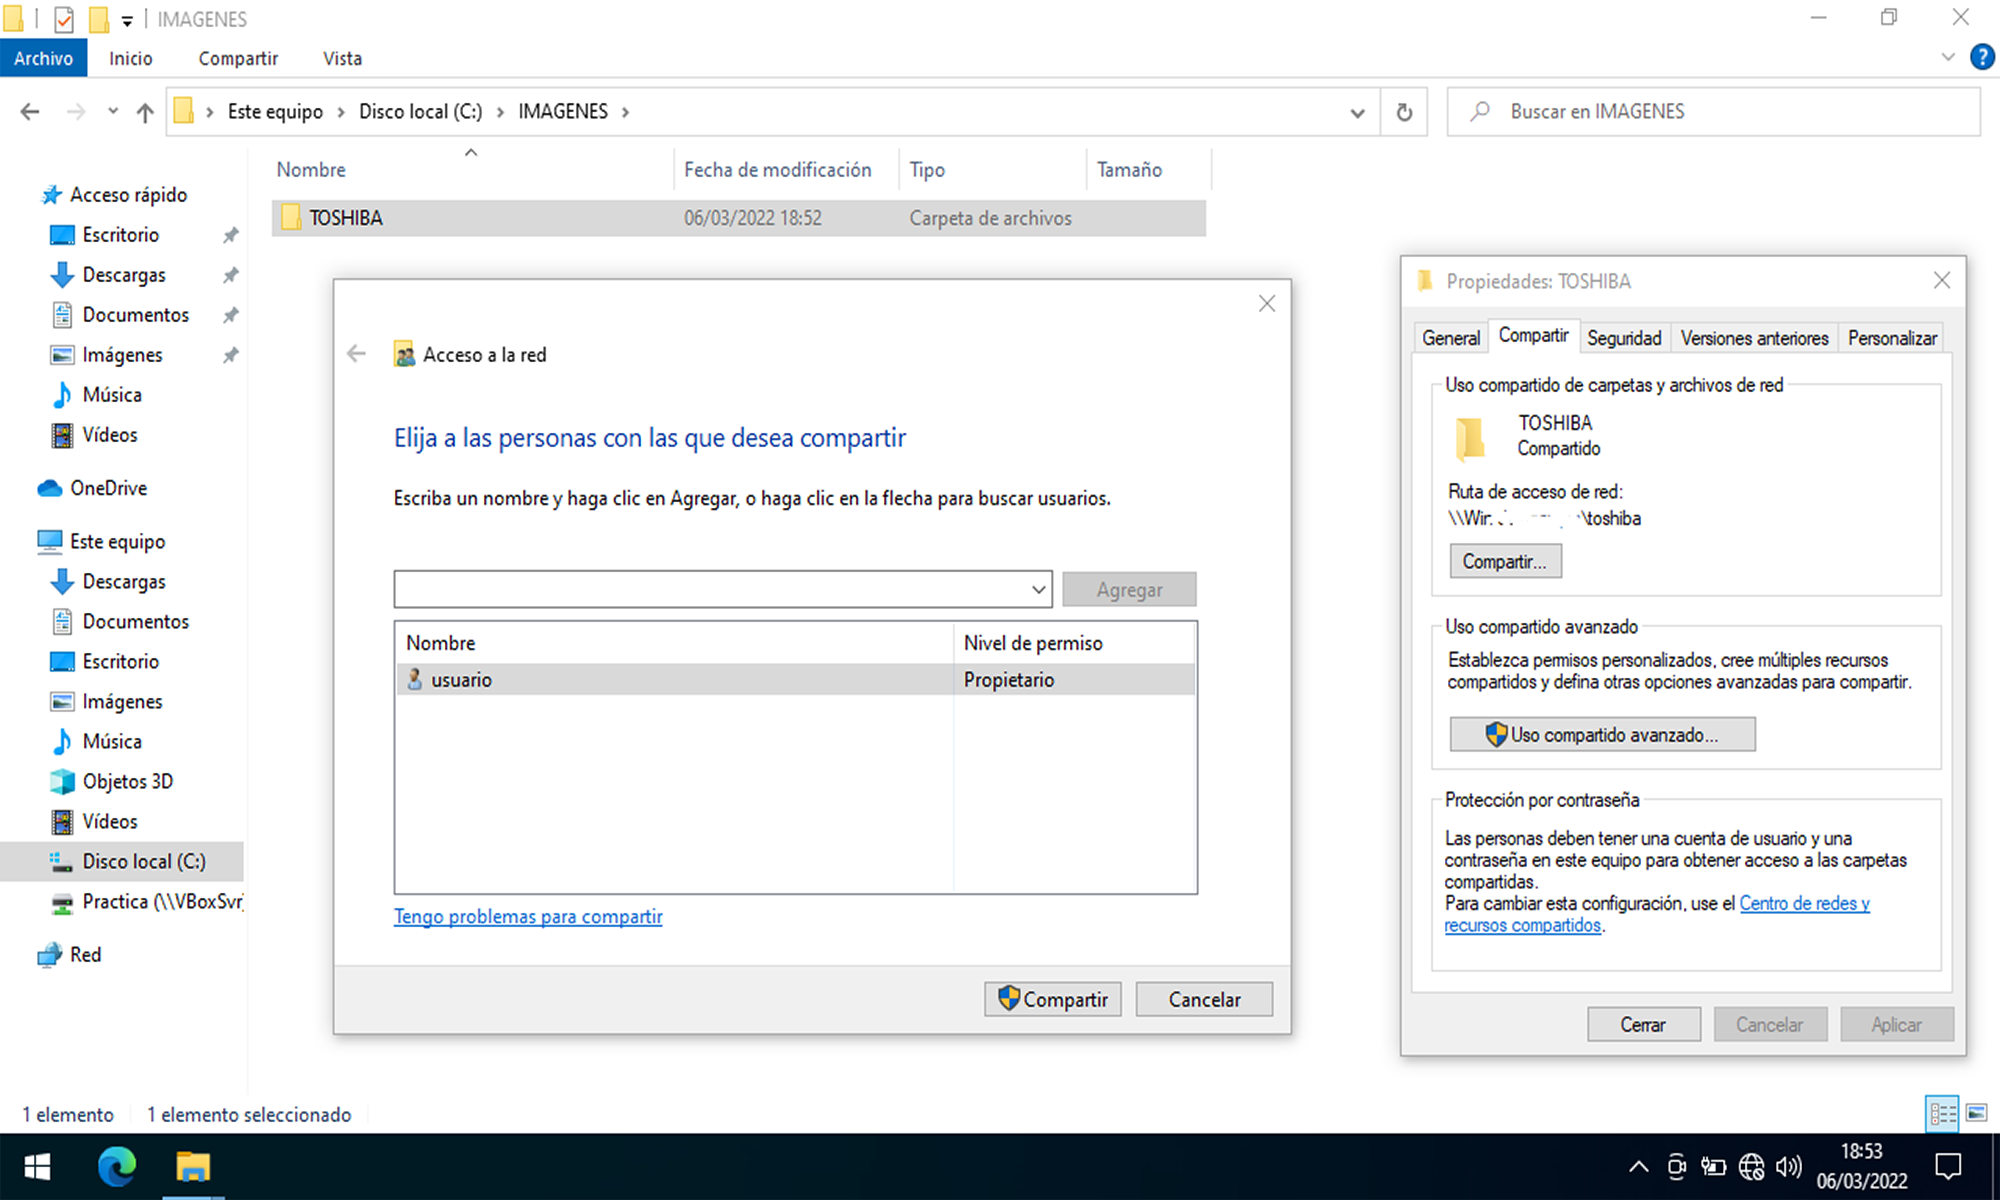 IMAGENES
Archivo
Inicio
Compartir
Vista
Este equipo
Disco local (C:)
IMAGENES
Buscar en IMAGENES
Nombre
Fecha de modificación
Tipo
Tamaño
TOSHIBA
06/03/2022 18:52
Carpeta de archivos
Acceso rápido
Escritorio
Descargas
Documentos
Imágenes
Música
Vídeos
OneDrive
Este equipo
Descargas
Documentos
Escritorio
Imágenes
Música
Objetos 3D
Vídeos
Disco local (C:)
Practica (\\VBoxSvr)
Red
Acceso a la red
Elija a las personas con las que desea compartir
Escriba un nombre y haga clic en Agregar, o haga clic en la flecha para buscar usuarios.
Agregar
Nombre
Nivel de permiso
usuario
Propietario
Tengo problemas para compartir
Compartir
Cancelar
Propiedades: TOSHIBA
General
Compartir
Seguridad
Versiones anteriores
Personalizar
Uso compartido de carpetas y archivos de red
TOSHIBA
Compartido
Ruta de acceso de red:
\\Win \toshiba
Compartir...
Uso compartido avanzado
Establezca permisos personalizados, cree múltiples recursos
compartidos y defina otras opciones avanzadas para compartir.
Uso compartido avanzado...
Protección por contraseña
Las personas deben tener una cuenta de usuario y una
contraseña en este equipo para obtener acceso a las carpetas
compartidas.
Para cambiar esta configuración, use el Centro de redes y
recursos compartidos.
Cerrar
Cancelar
Aplicar
1 elemento
1 elemento seleccionado
18:53
06/03/2022